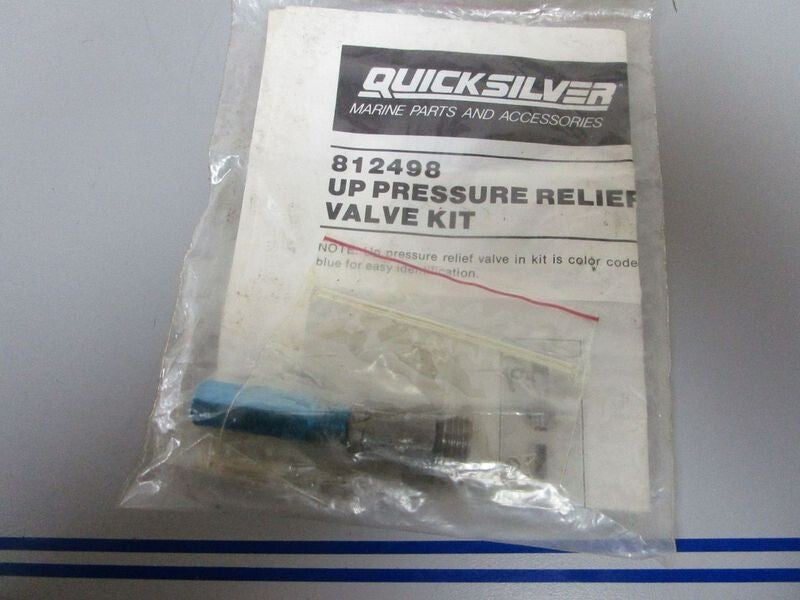 QUICKSILVER
MARINE PARTS AND ACCESSORIES
812498
UP PRESSURE RELIEF
VALVE KIT
NOTE: Up pressure relief valve in kit is color code
blue for easy identification.